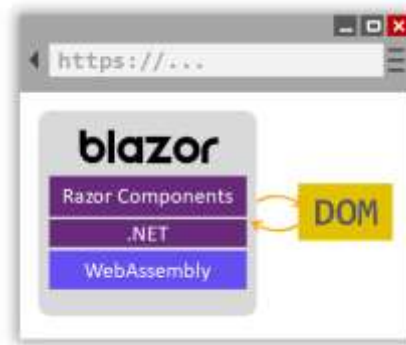 https://...
blazor
Razor Components
.NET
WebAssembly
DOM